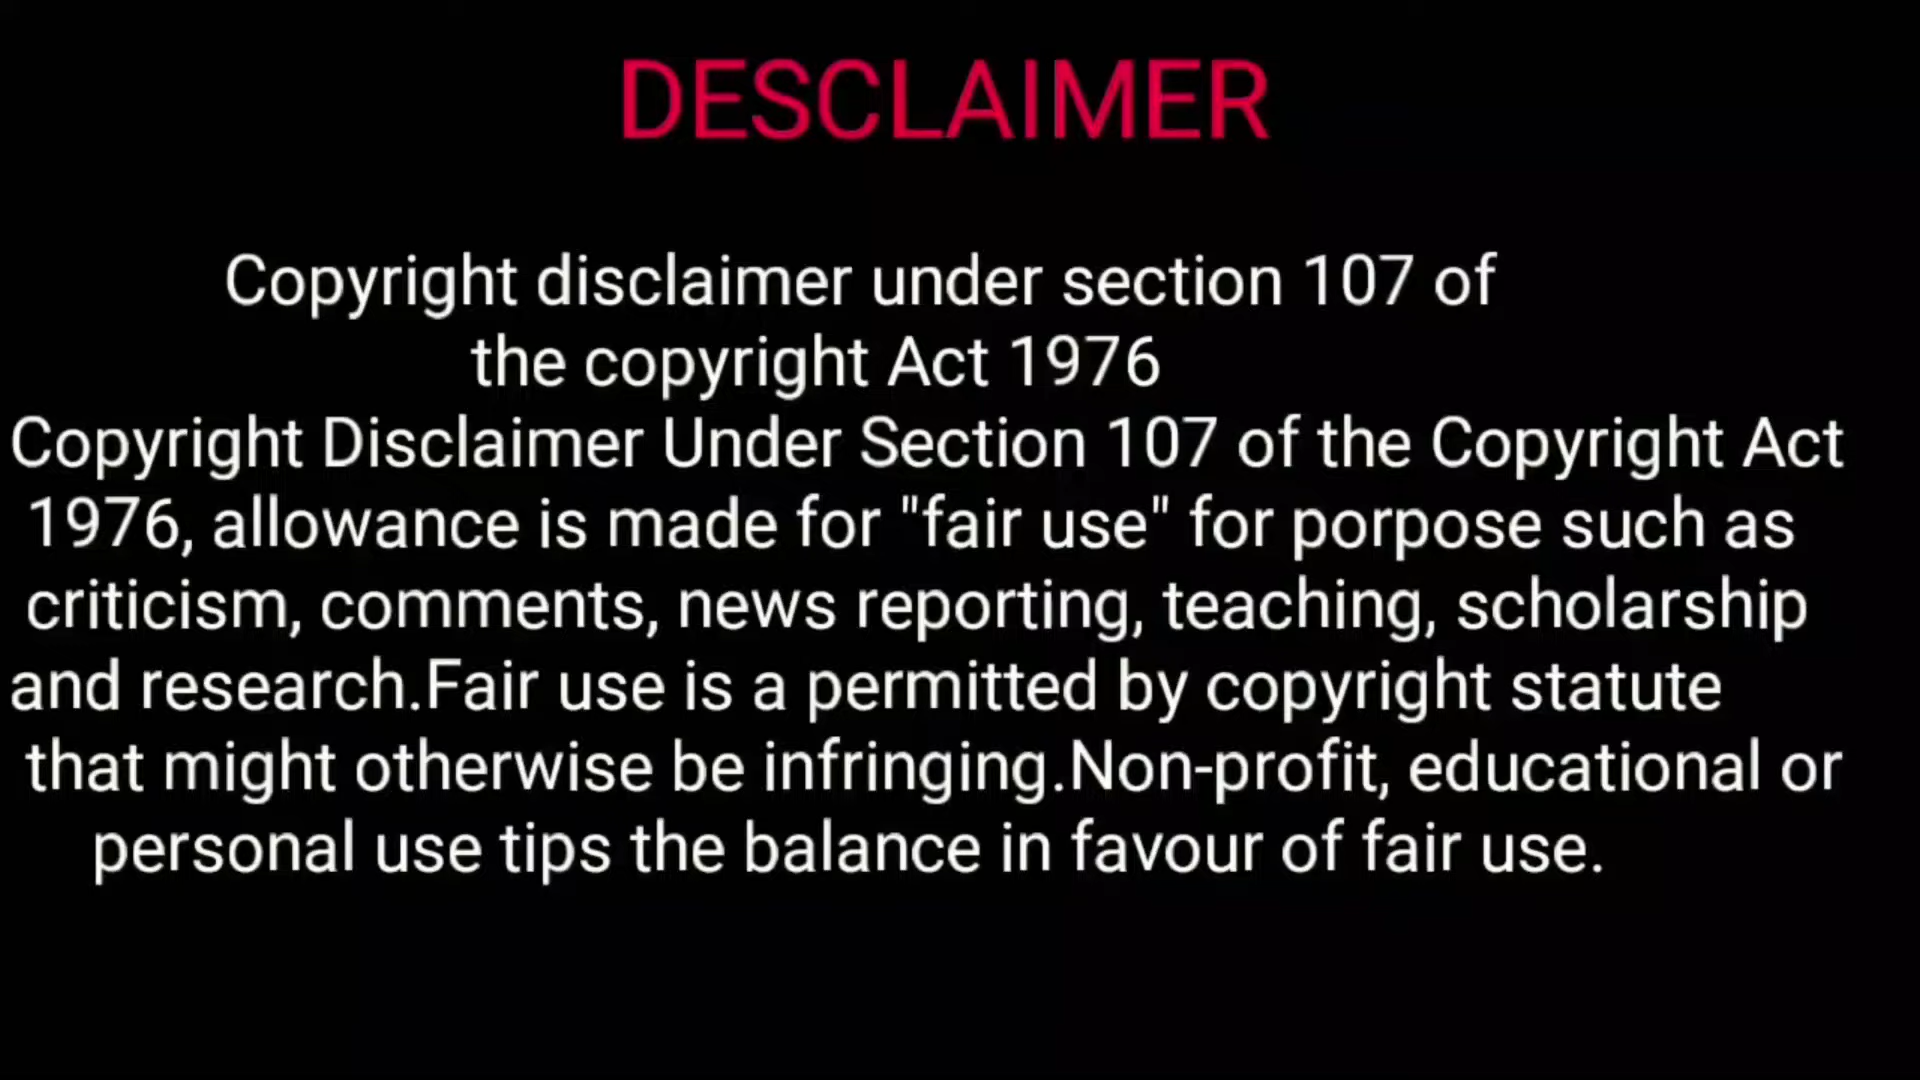 DESCLAIMER
Copyright disclaimer under section 107 of
the copyright Act 1976
Copyright Disclaimer Under Section 107 of the Copyright Act
1976, allowance is made for "fair use" for porpose such as
criticism, comments, news reporting, teaching, scholarship
and research.Fair use is a permitted by copyright statute
that might otherwise be infringing.Non-profit, educational or
personal use tips the balance in favour of fair use.